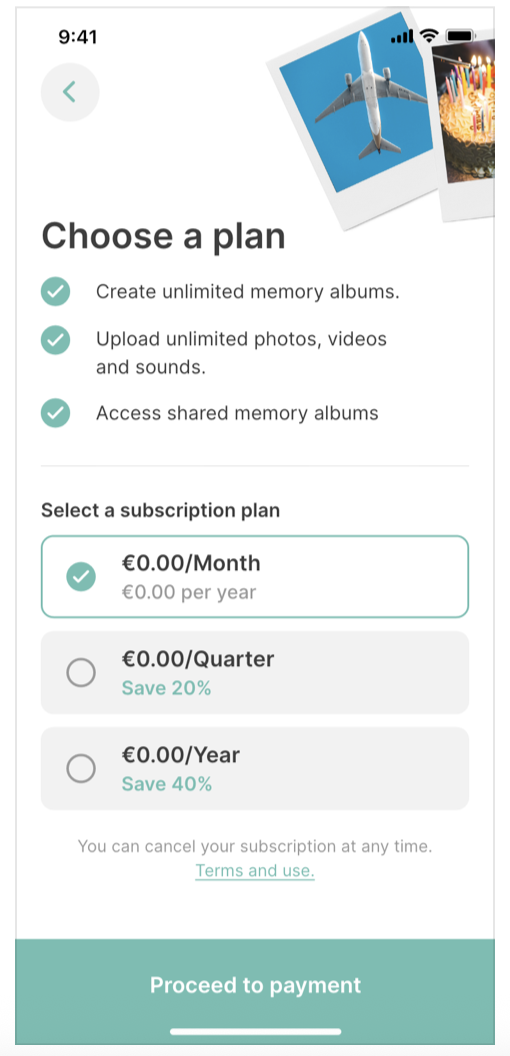 9:41
Choose a plan
Create unlimited memory albums.
Upload unlimited photos, videos
and sounds.
Access shared memory albums
Select a subscription plan
€0.00/Month
€0.00 per year
€0.00/Quarter
Save 20%
€0.00/Year
Save 40%
You can cancel your subscription at any time.
Terms and use.
Proceed to payment